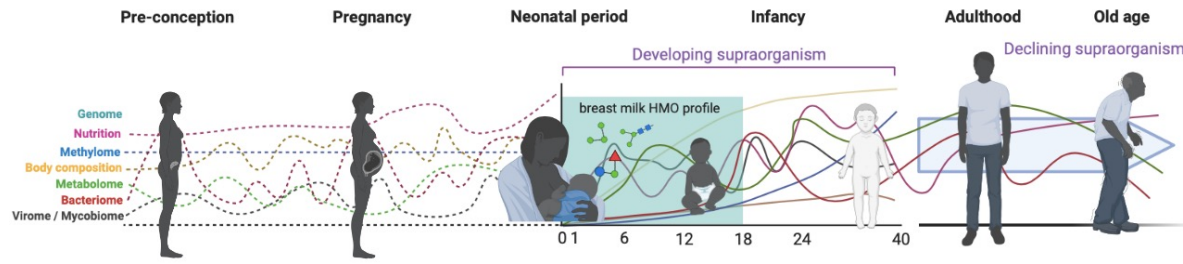 Pre-conception
Pregnancy
Neonatal period
Infancy
Adulthood
Old age
Developing supraorganism
Declining supraorganism
breast milk HMO profile
Genome
Nutrition
Methylome
Body composition
Metabolome
Bacteriome
Virome / Mycobiome
0 1 6 12 18 24 40